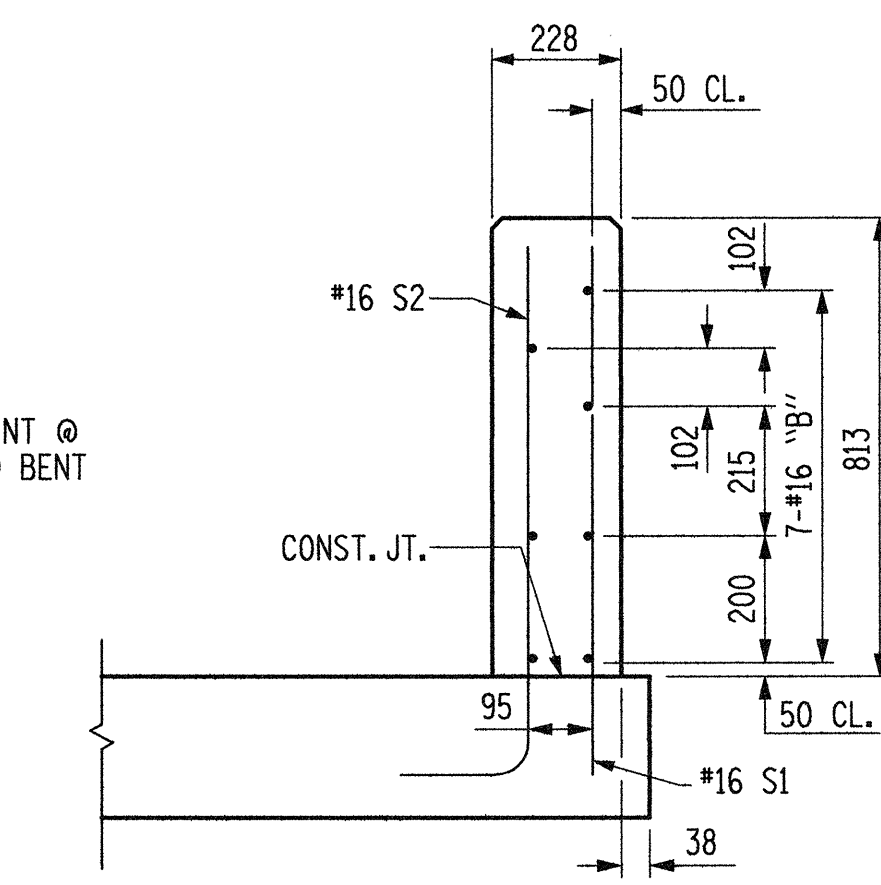 228
50 CL.
102
#16 S2
NT @
BENT
102
215
7-#16 "B"
813
CONST. JT.
200
95
50 CL.
#16 S1
38